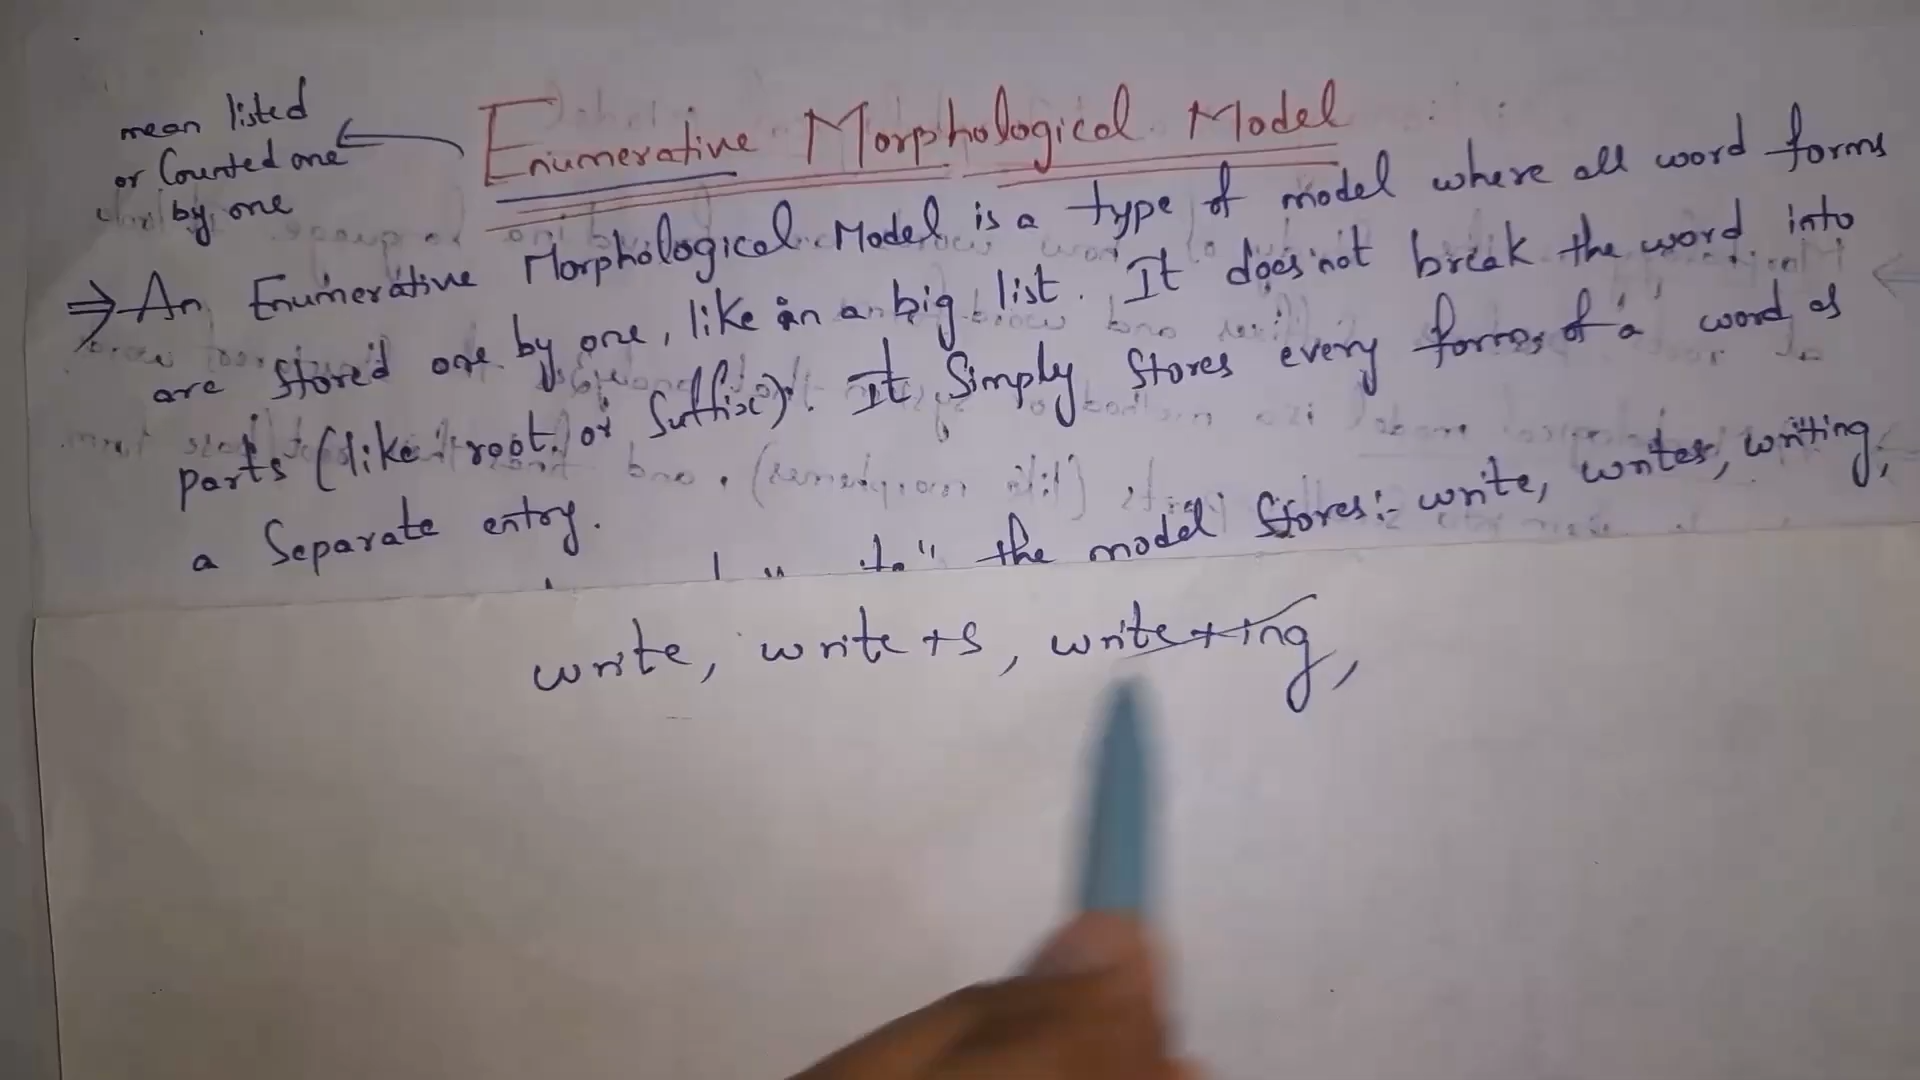 mean listed
or Counted one
by one
Enumerative Morphological Model
⇒ An Enumerative Morphological Model is a type of model where all word forms
are stored one by one, like in a big list. It does not break the word into
parts (like root or Suffix). It Simply Stores every forms of a word as
a Separate entry.
the model Stores:- write, writes, writing,
write, write+s, write+ing,